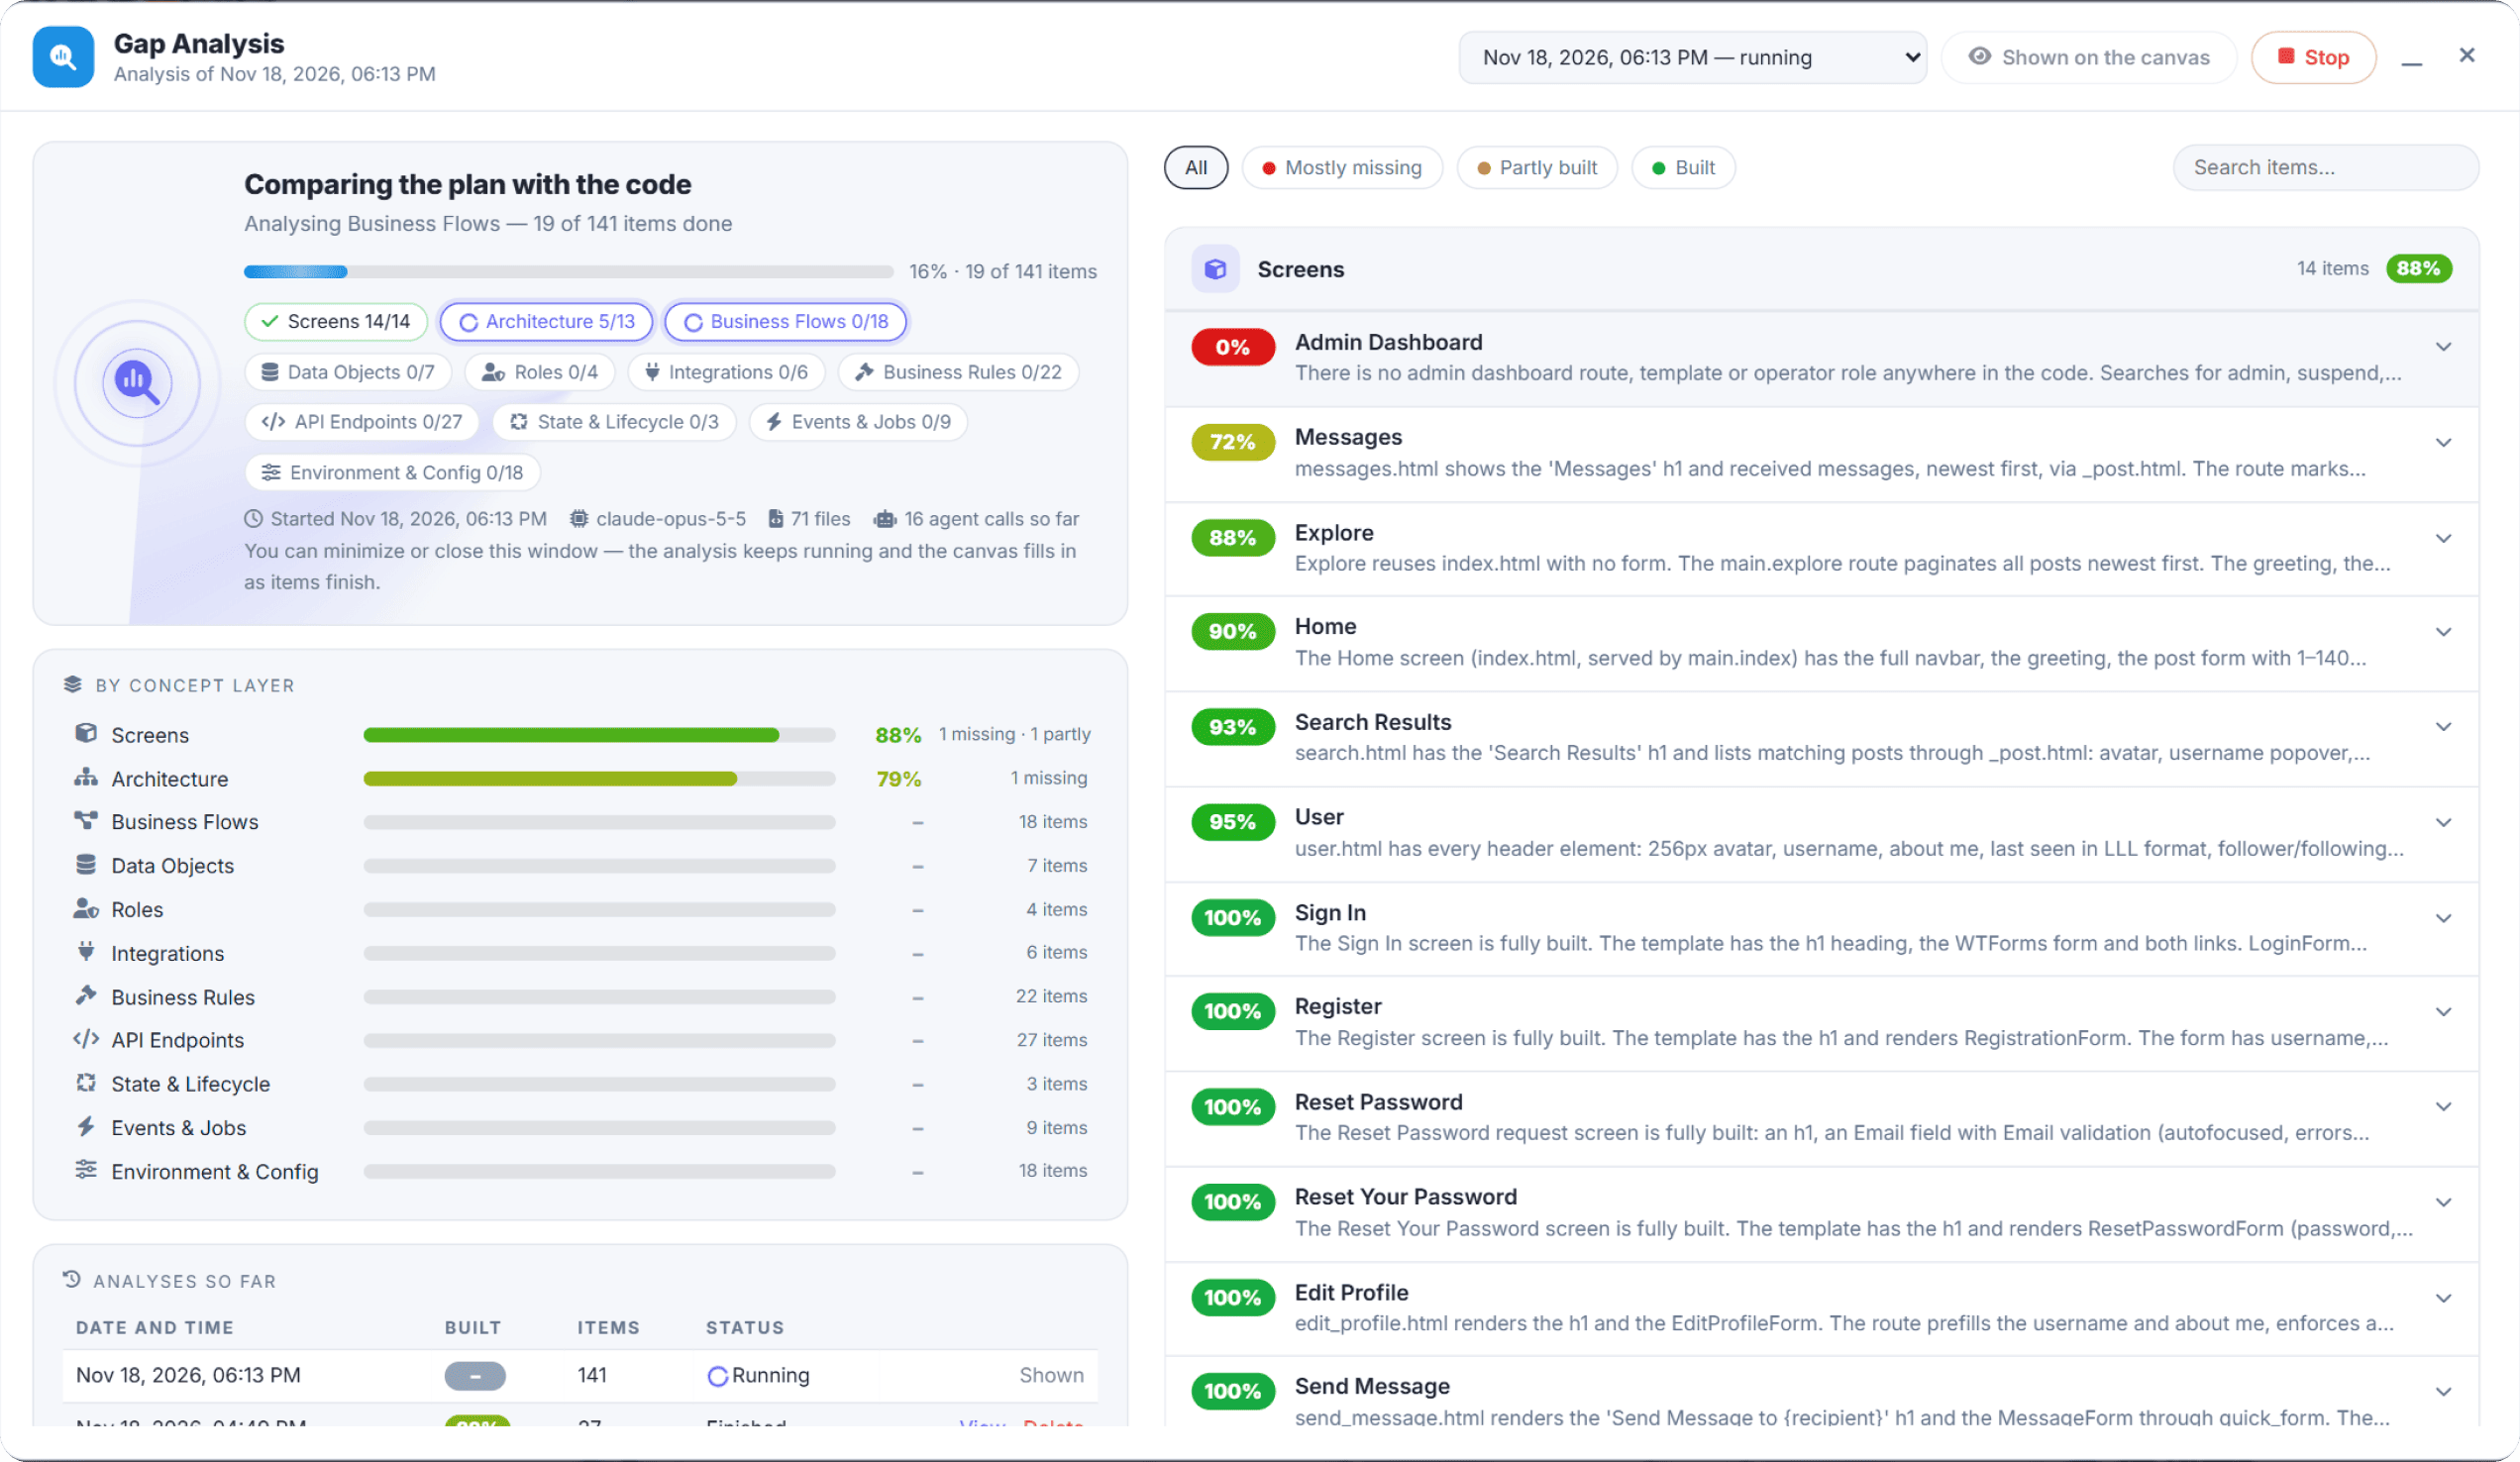 Gap Analysis
Analysis of Nov 18, 2026, 06:13 PM
Nov 18, 2026, 06:13 PM — running
Shown on the canvas
Stop
Comparing the plan with the code
Analysing Business Flows — 19 of 141 items done
16% · 19 of 141 items
Screens 14/14
Architecture 5/13
Business Flows 0/18
Data Objects 0/7
Roles 0/4
Integrations 0/6
Business Rules 0/22
API Endpoints 0/27
State & Lifecycle 0/3
Events & Jobs 0/9
Environment & Config 0/18
Started Nov 18, 2026, 06:13 PM
claude-opus-5-5
71 files
16 agent calls so far
You can minimize or close this window — the analysis keeps running and the canvas fills in
as items finish.
BY CONCEPT LAYER
Screens 88% 1 missing · 1 partly
Architecture 79% 1 missing
Business Flows – 18 items
Data Objects – 7 items
Roles – 4 items
Integrations – 6 items
Business Rules – 22 items
API Endpoints – 27 items
State & Lifecycle – 3 items
Events & Jobs – 9 items
Environment & Config – 18 items
ANALYSES SO FAR
DATE AND TIME BUILT ITEMS STATUS
Nov 18, 2026, 06:13 PM – 141 Running Shown
Nov 18, 2026, 04:49 PM Finished View Delete
All
Mostly missing
Partly built
Built
Search items...
Screens
14 items 88%
0% Admin Dashboard
There is no admin dashboard route, template or operator role anywhere in the code. Searches for admin, suspend,...
72% Messages
messages.html shows the 'Messages' h1 and received messages, newest first, via _post.html. The route marks...
88% Explore
Explore reuses index.html with no form. The main.explore route paginates all posts newest first. The greeting, the...
90% Home
The Home screen (index.html, served by main.index) has the full navbar, the greeting, the post form with 1–140...
93% Search Results
search.html has the 'Search Results' h1 and lists matching posts through _post.html: avatar, username popover,...
95% User
user.html has every header element: 256px avatar, username, about me, last seen in LLL format, follower/following...
100% Sign In
The Sign In screen is fully built. The template has the h1 heading, the WTForms form and both links. LoginForm...
100% Register
The Register screen is fully built. The template has the h1 and renders RegistrationForm. The form has username,...
100% Reset Password
The Reset Password request screen is fully built: an h1, an Email field with Email validation (autofocused, errors...
100% Reset Your Password
The Reset Your Password screen is fully built. The template has the h1 and renders ResetPasswordForm (password,...
100% Edit Profile
edit_profile.html renders the h1 and the EditProfileForm. The route prefills the username and about me, enforces a...
100% Send Message
send_message.html renders the 'Send Message to {recipient}' h1 and the MessageForm through quick_form. The...